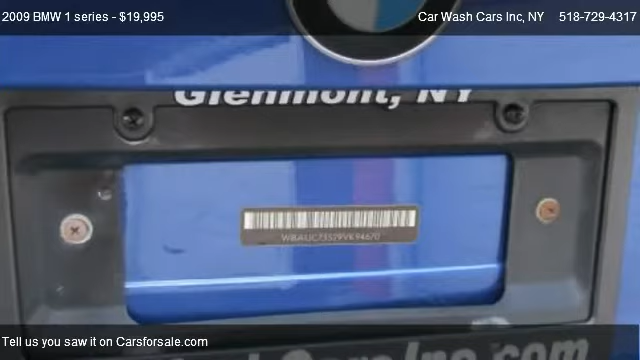 2009 BMW 1 series - $19,995
Car Wash Cars Inc, NY 518-729-4317
Glenmont, NY
Tell us you saw it on Carsforsale.com